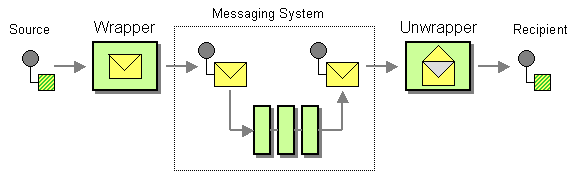 Messaging System
Source
Wrapper
Unwrapper
Recipient